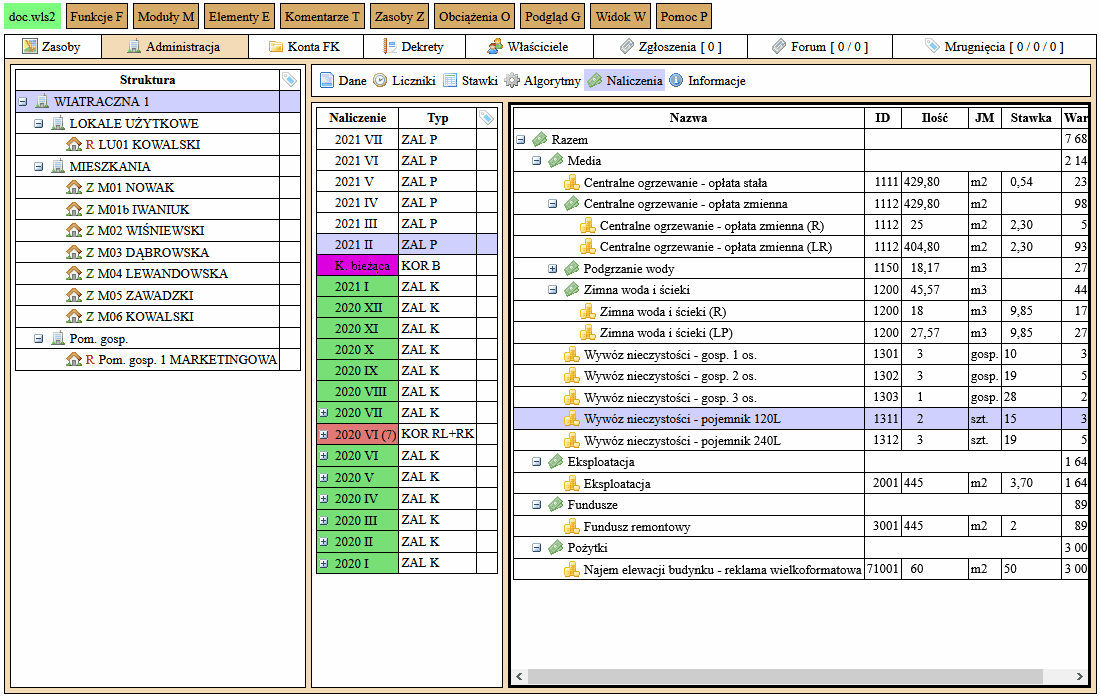 doc.wls2 Funkcje F Moduły M Elementy E Komentarze T Zasoby Z Obciążenia O Podgląd G Widok W Pomoc P
Zasoby Administracja Konta FK Dekrety Właściciele Zgłoszenia [ 0 ] Forum [ 0 / 0 ] Mrugnięcia [ 0 / 0 / 0 ]
Struktura
WIATRACZNA 1
LOKALE UŻYTKOWE
R LU01 KOWALSKI
MIESZKANIA
Z M01 NOWAK
Z M01b IWANIUK
Z M02 WIŚNIEWSKI
Z M03 DĄBROWSKA
Z M04 LEWANDOWSKA
Z M05 ZAWADZKI
Z M06 KOWALSKI
Pom. gosp.
R Pom. gosp. 1 MARKETINGOWA
Dane Liczniki Stawki Algorytmy Naliczenia Informacje
Naliczenie Typ
2021 VII ZAL P
2021 VI ZAL P
2021 V ZAL P
2021 IV ZAL P
2021 III ZAL P
2021 II ZAL P
K. bieżąca KOR B
2021 I ZAL K
2020 XII ZAL K
2020 XI ZAL K
2020 X ZAL K
2020 IX ZAL K
2020 VIII ZAL K
2020 VII ZAL K
2020 VI (7) KOR RL+RK
2020 VI ZAL K
2020 V ZAL K
2020 IV ZAL K
2020 III ZAL K
2020 II ZAL K
2020 I ZAL K
Nazwa ID Ilość JM Stawka War
Razem 7 68
Media 2 14
Centralne ogrzewanie - opłata stała 1111 429,80 m2 0,54 23
Centralne ogrzewanie - opłata zmienna 1112 429,80 m2 98
Centralne ogrzewanie - opłata zmienna (R) 1112 25 m2 2,30 5
Centralne ogrzewanie - opłata zmienna (LR) 1112 404,80 m2 2,30 93
Podgrzanie wody 1150 18,17 m3 27
Zimna woda i ścieki 1200 45,57 m3 44
Zimna woda i ścieki (R) 1200 18 m3 9,85 17
Zimna woda i ścieki (LP) 1200 27,57 m3 9,85 27
Wywóz nieczystości - gosp. 1 os. 1301 3 gosp. 10 3
Wywóz nieczystości - gosp. 2 os. 1302 3 gosp. 19 5
Wywóz nieczystości - gosp. 3 os. 1303 1 gosp. 28 2
Wywóz nieczystości - pojemnik 120L 1311 2 szt. 15 3
Wywóz nieczystości - pojemnik 240L 1312 3 szt. 19 5
Eksploatacja 1 64
Eksploatacja 2001 445 m2 3,70 1 64
Fundusze 89
Fundusz remontowy 3001 445 m2 2 89
Pożytki 3 00
Najem elewacji budynku - reklama wielkoformatowa 71001 60 m2 50 3 00